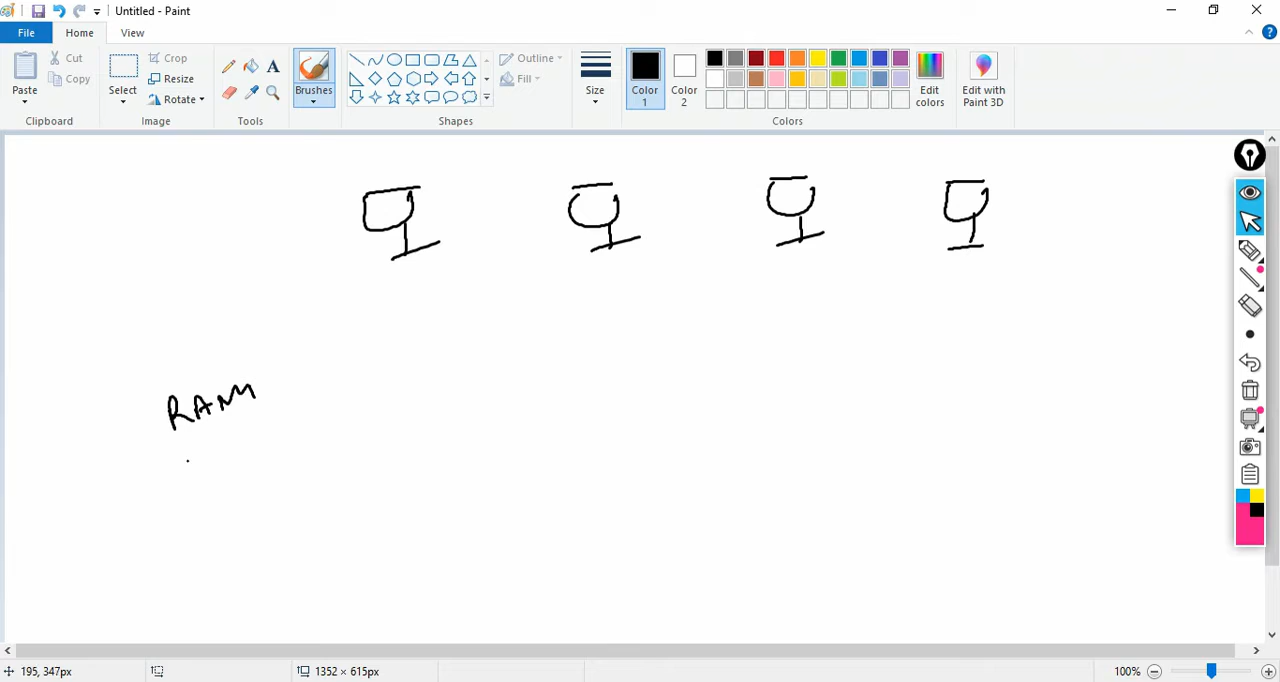 Untitled - Paint
File Home View
Paste
Cut
Copy
Clipboard
Select
Crop
Resize
Rotate
Image
A
Tools
Brushes
Outline
Fill
Shapes
Size
Color 1
Color 2
Edit colors
Colors
Edit with Paint 3D
RAM
195, 347px
1352 × 615px
100%